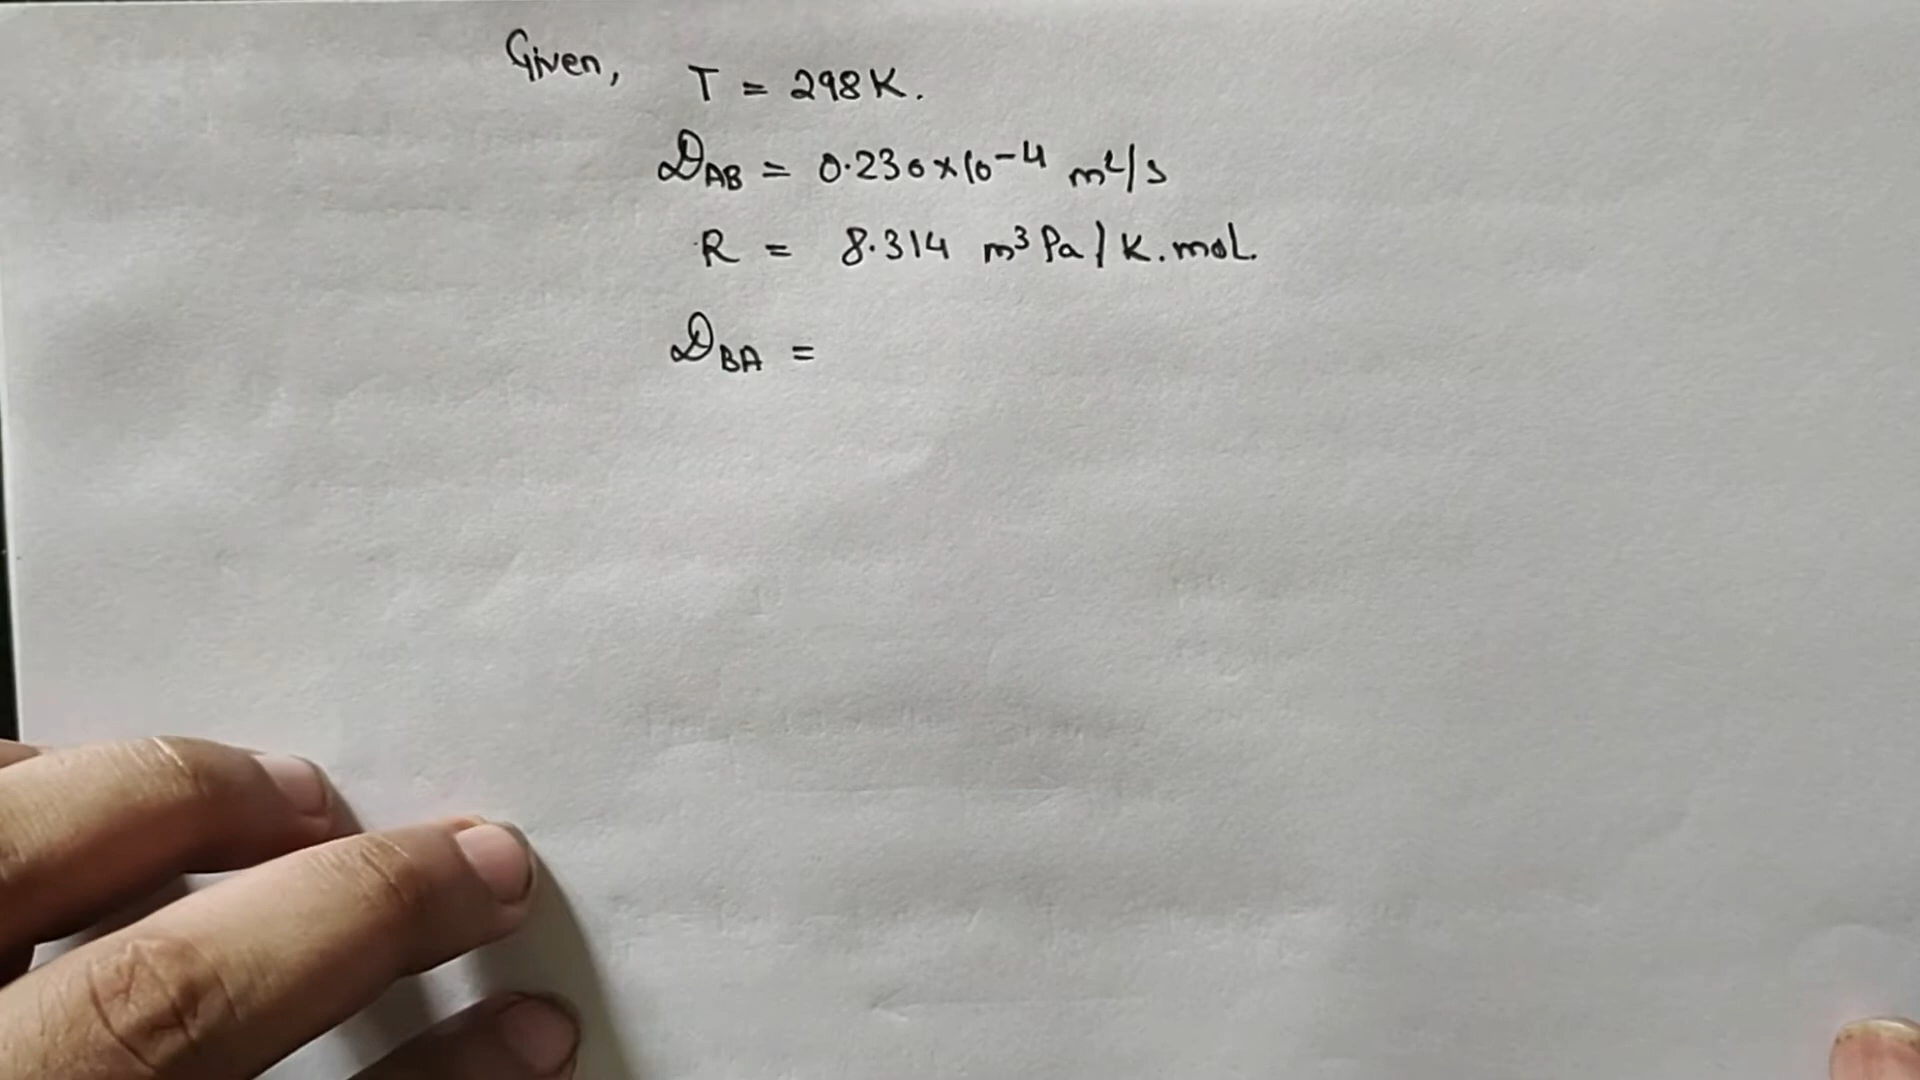 Given, T = 298K.
𝒟AB = 0.230×10⁻⁴ m²/s
R = 8.314 m³ Pa/K.mol.
𝒟BA =